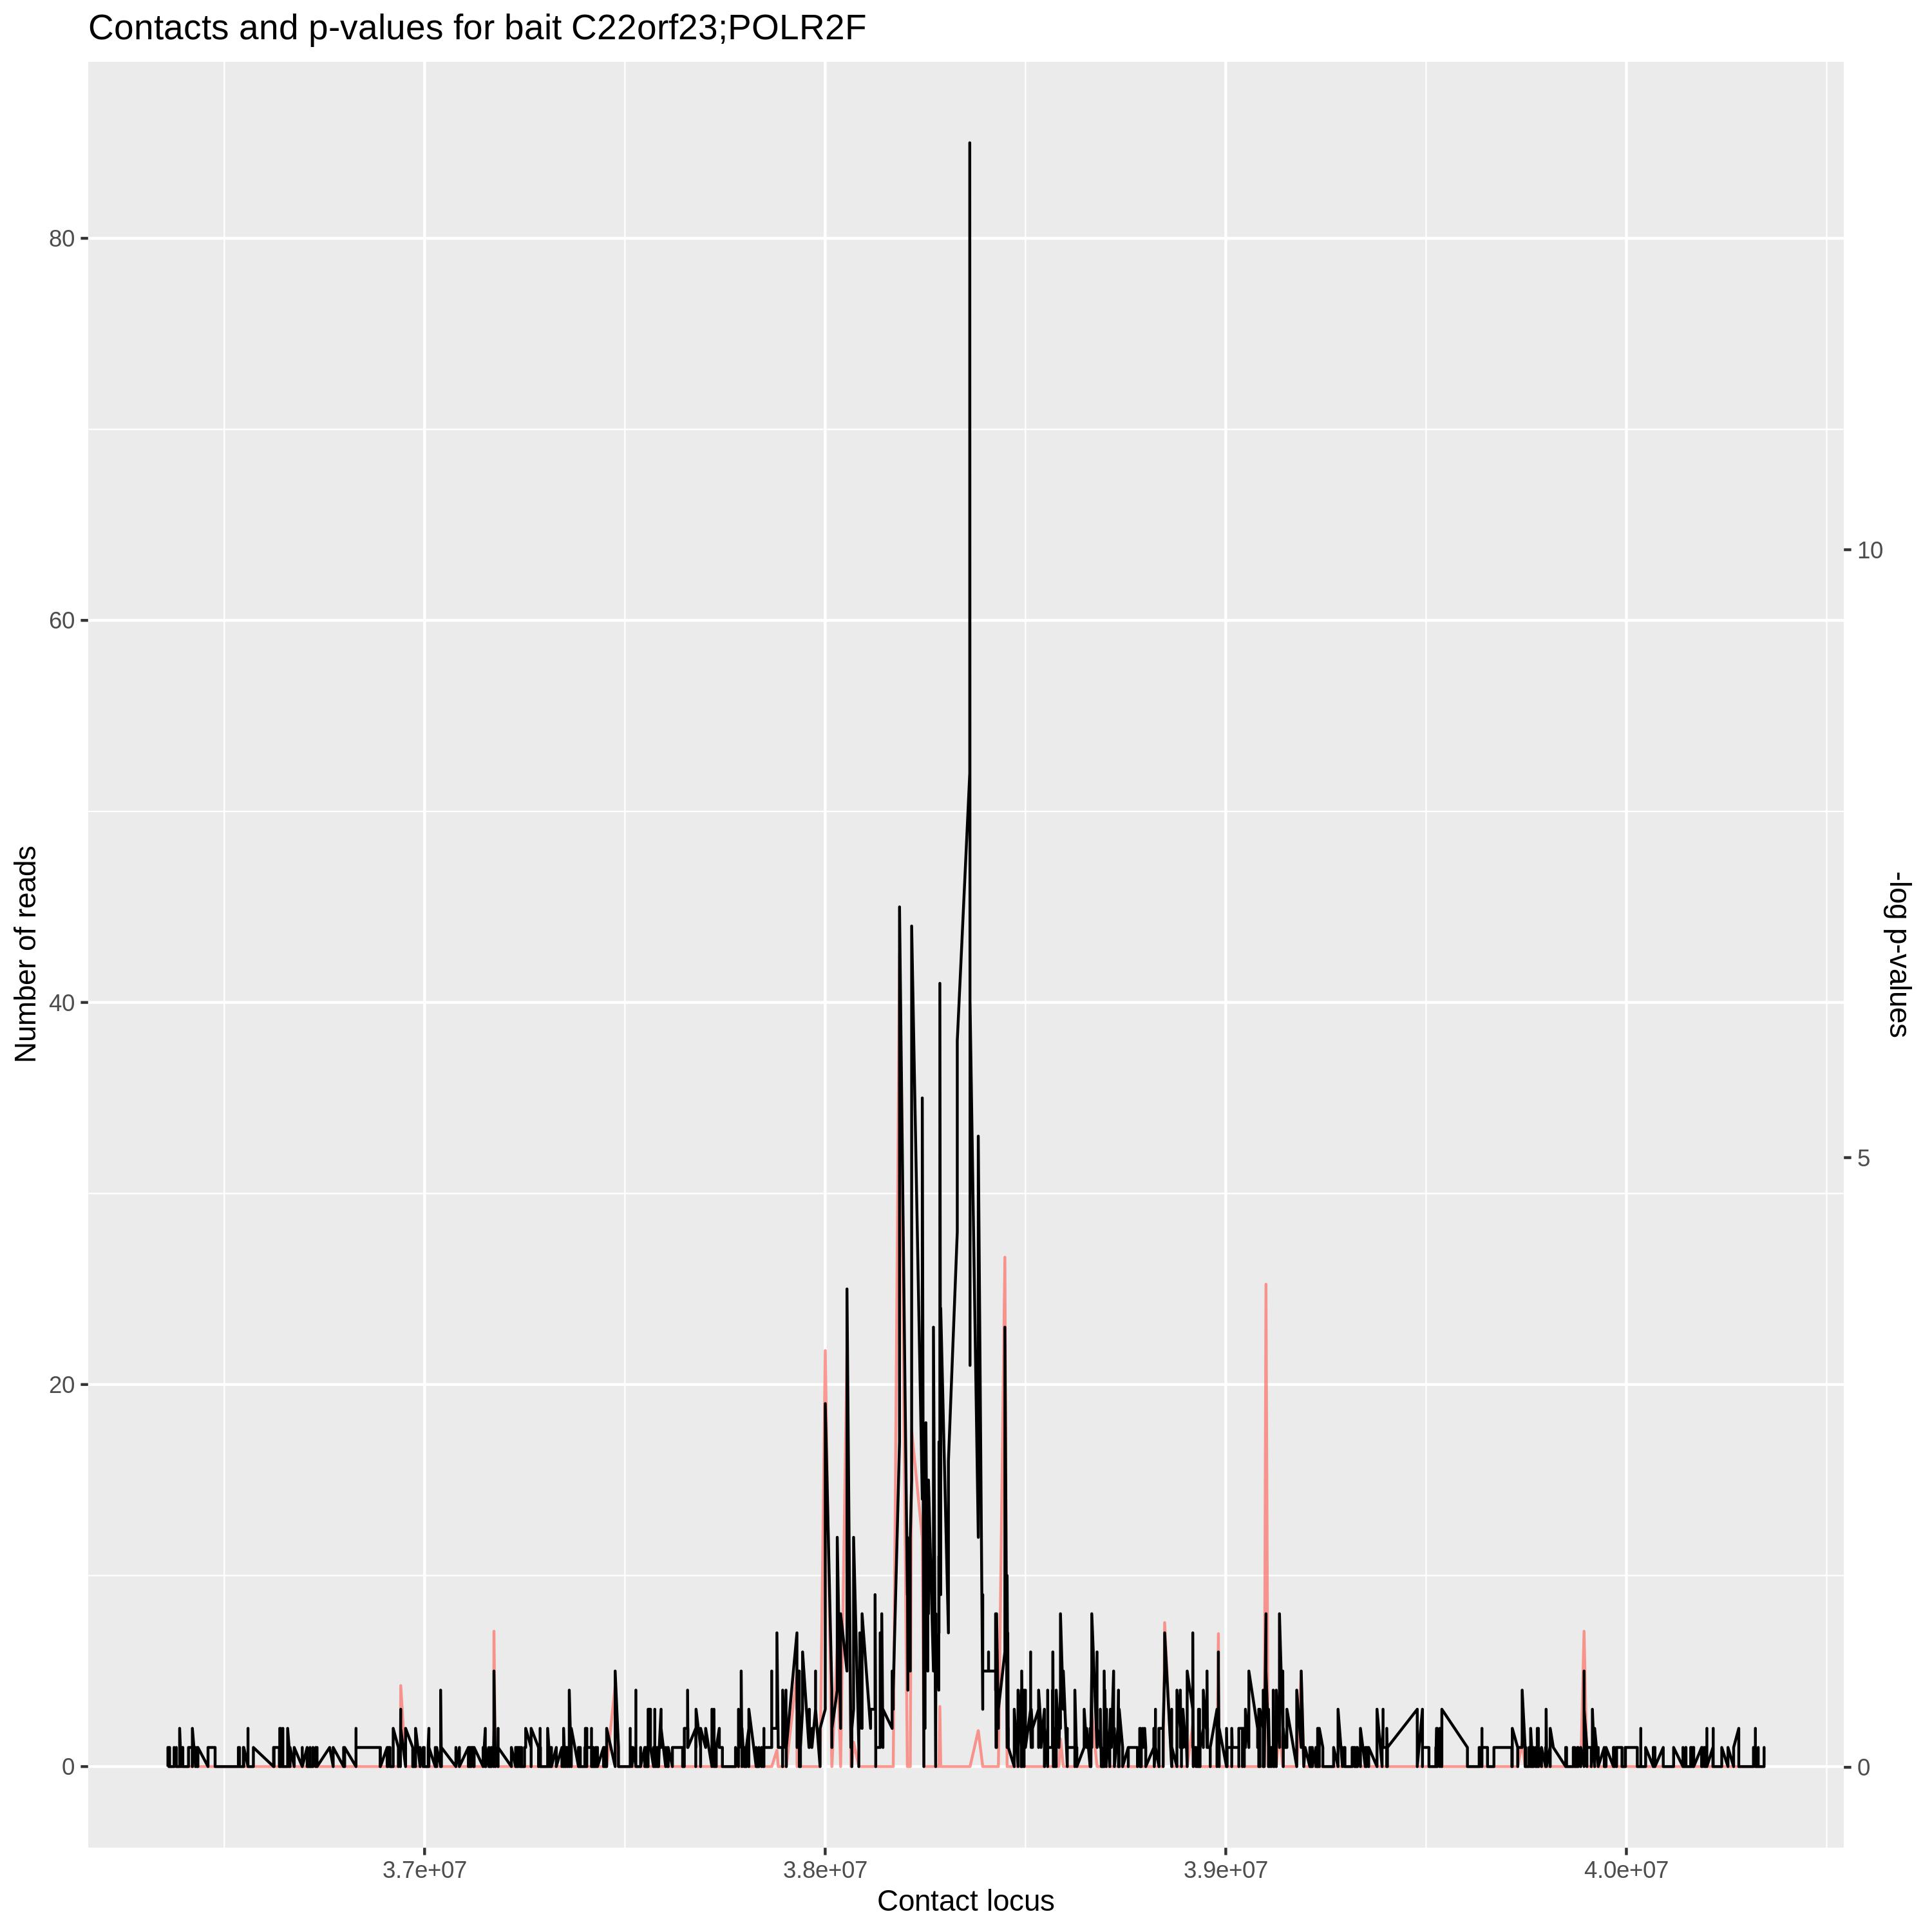 Contacts and p-values for bait C22orf23;POLR2F
80
60
40
20
0
Number of reads
10
5
0
-log p-values
3.7e+07
3.8e+07
3.9e+07
4.0e+07
Contact locus